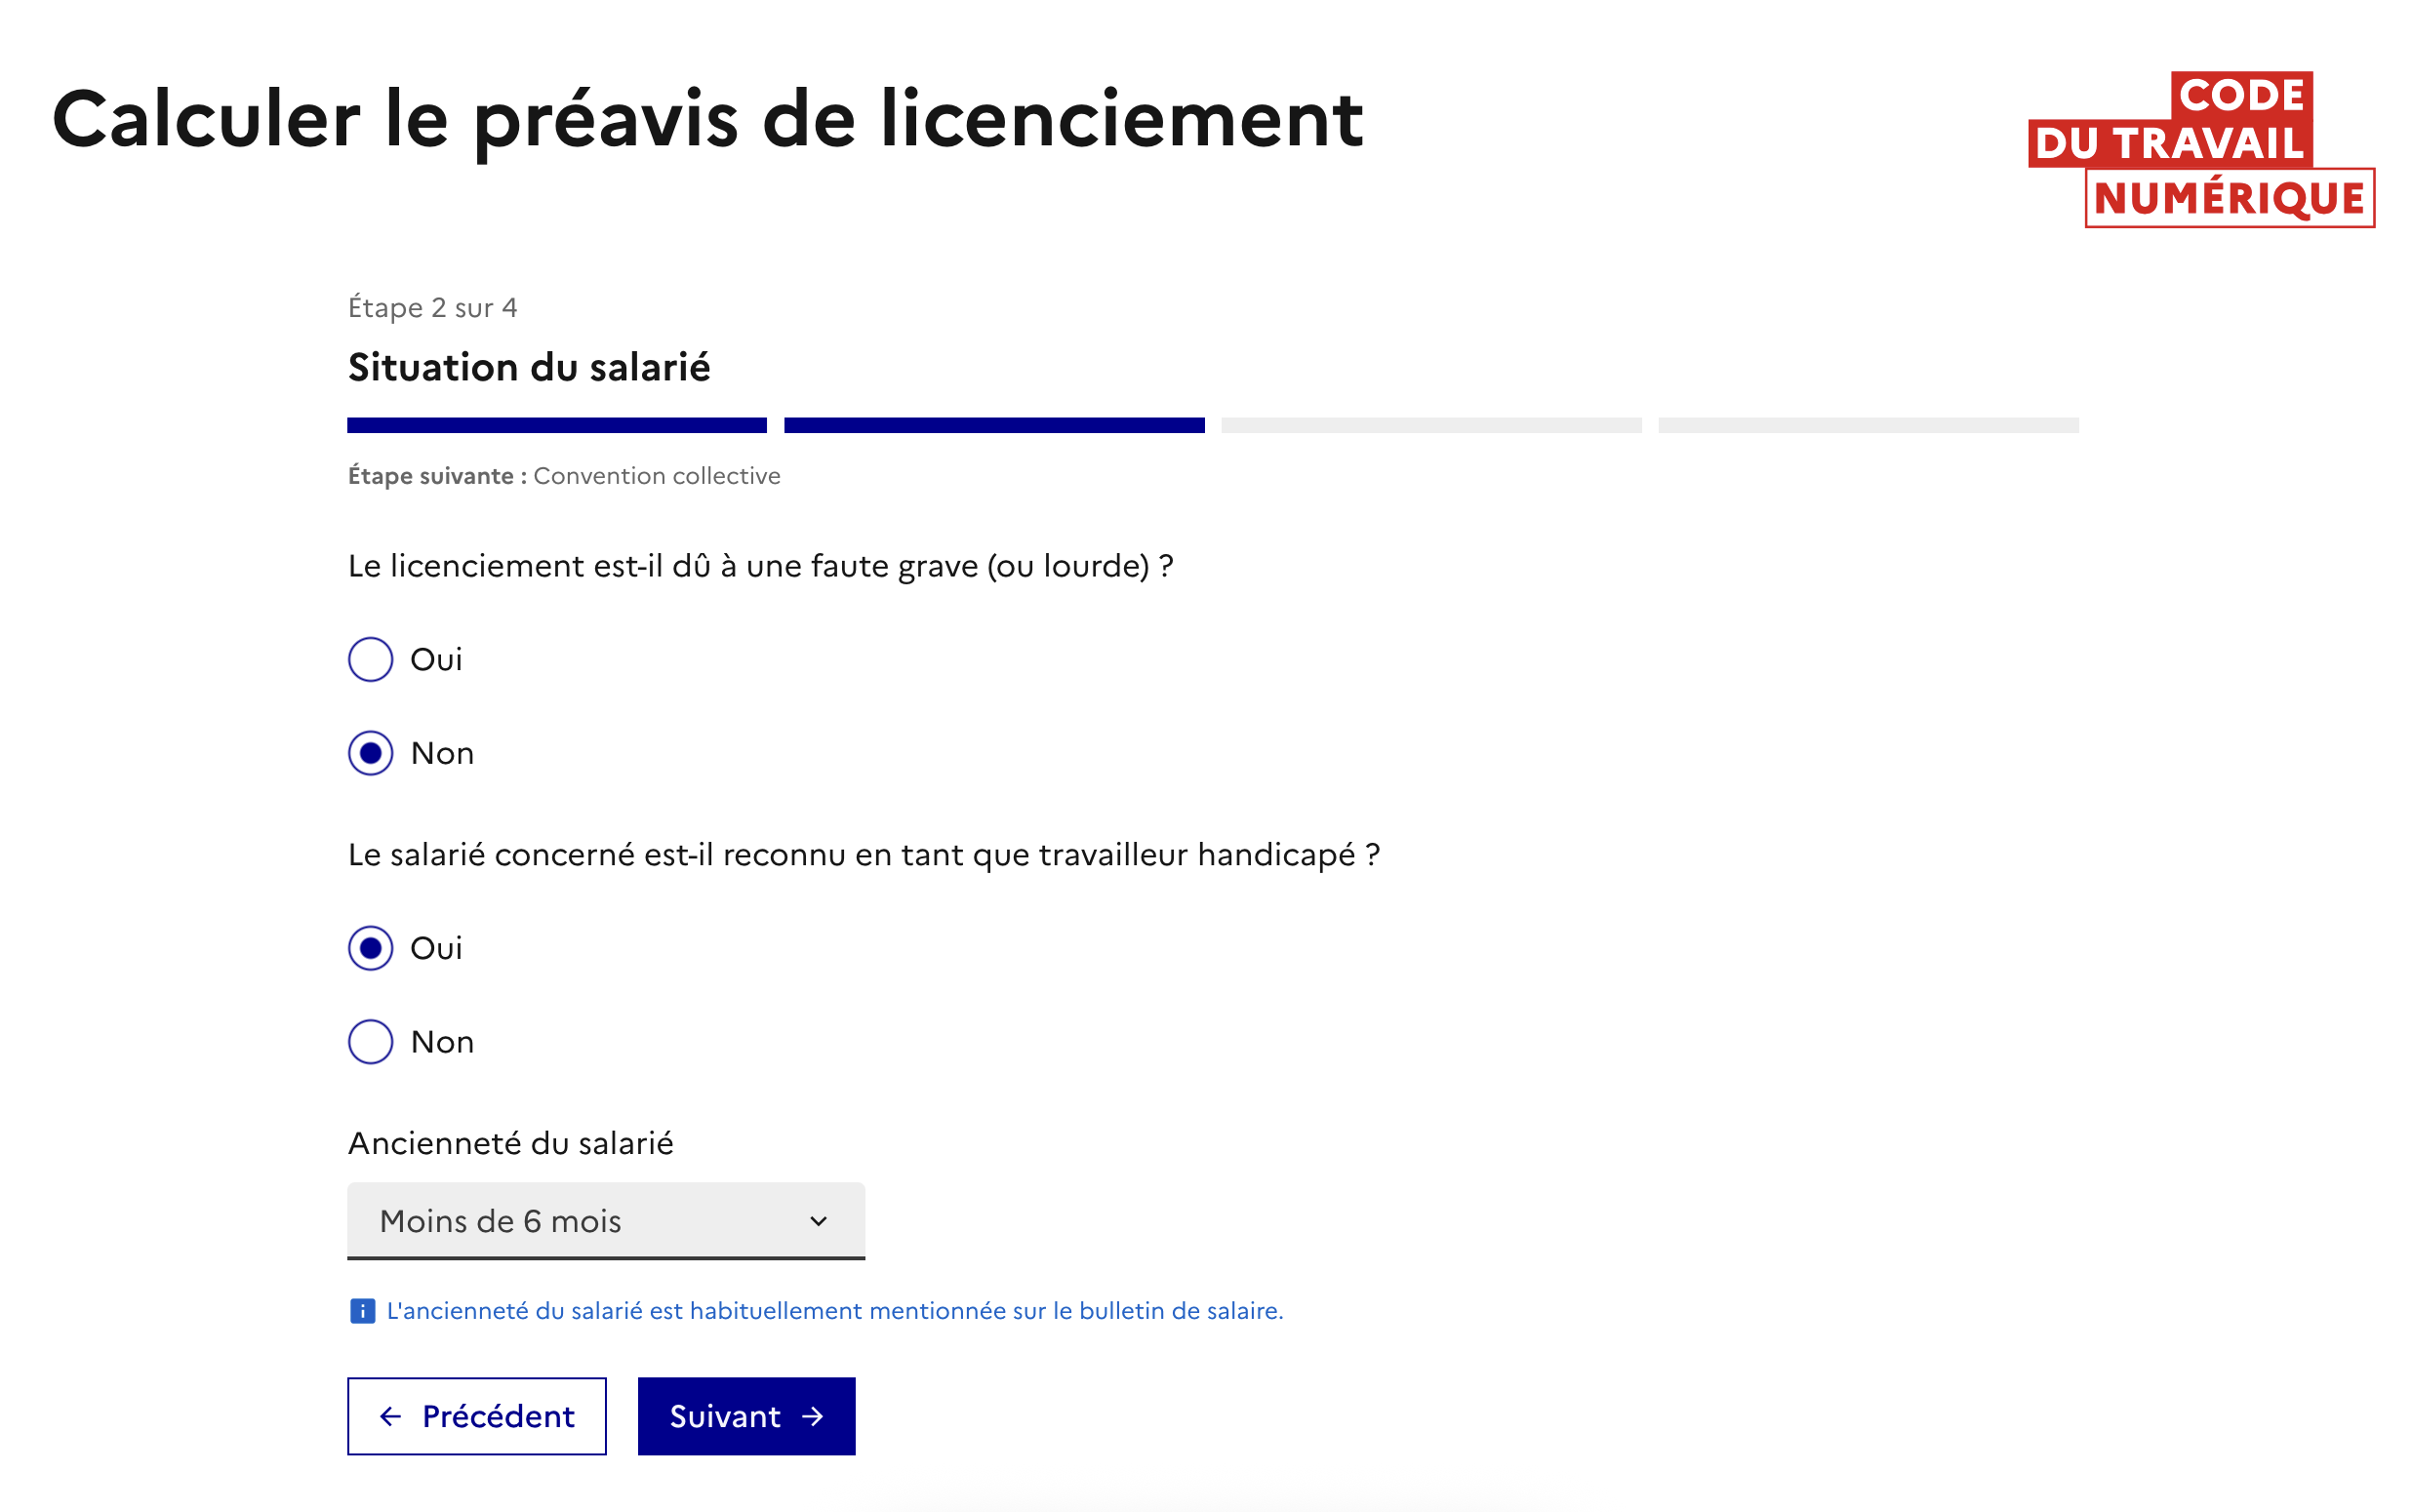 Calculer le préavis de licenciement
CODE
DU TRAVAIL
NUMÉRIQUE
Étape 2 sur 4
Situation du salarié
Étape suivante : Convention collective
Le licenciement est-il dû à une faute grave (ou lourde) ?
Oui
Non
Le salarié concerné est-il reconnu en tant que travailleur handicapé ?
Oui
Non
Ancienneté du salarié
Moins de 6 mois
L'ancienneté du salarié est habituellement mentionnée sur le bulletin de salaire.
← Précédent
Suivant →